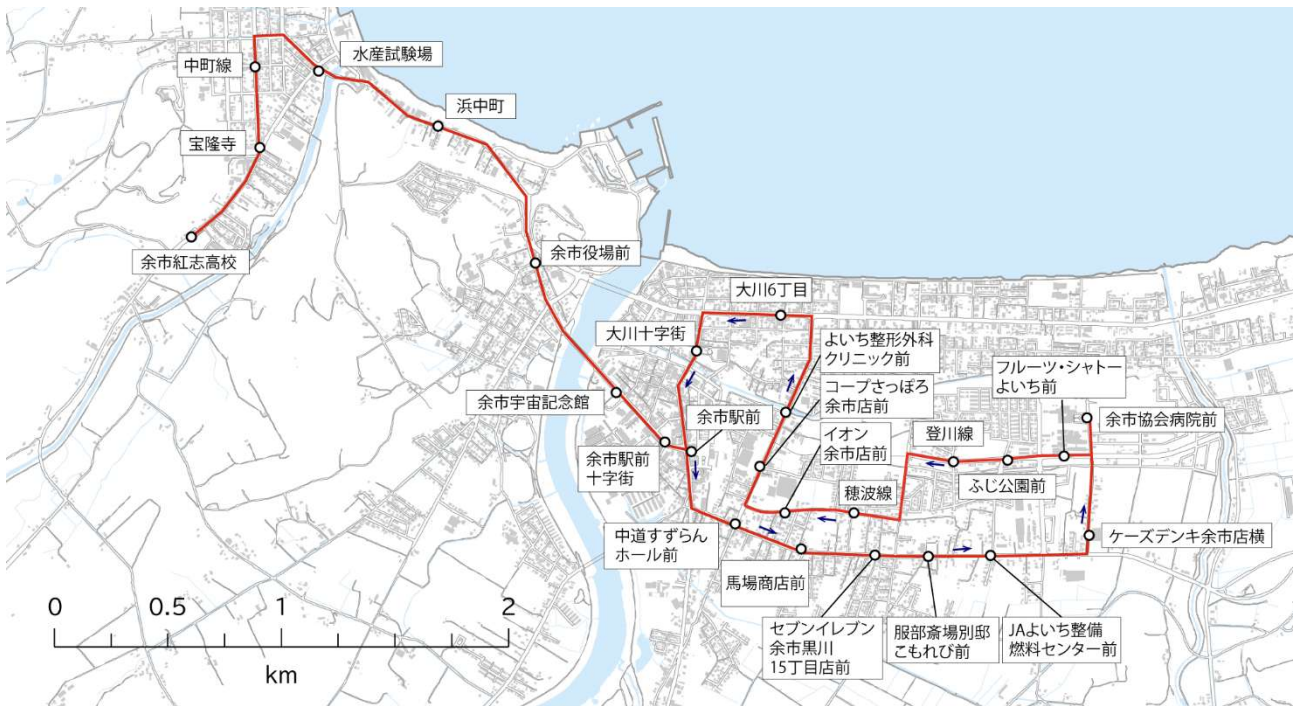 中町線
水産試験場
浜中町
宝隆寺
余市紅志高校
余市役場前
大川6丁目
大川十字街
よいち整形外科
クリニック前
フルーツ・シャトー
よいち前
コープさっぽろ
余市店前
余市宇宙記念館
余市駅前
余市協会病院前
登川線
イオン
余市店前
余市駅前
十字街
ふじ公園前
穂波線
中道すずらん
ホール前
ケーズデンキ余市店横
馬場商店前
セブンイレブン
余市黒川
15丁目店前
服部斎場別邸
こもれび前
JAよいち整備
燃料センター前
0 0.5 1 2
km